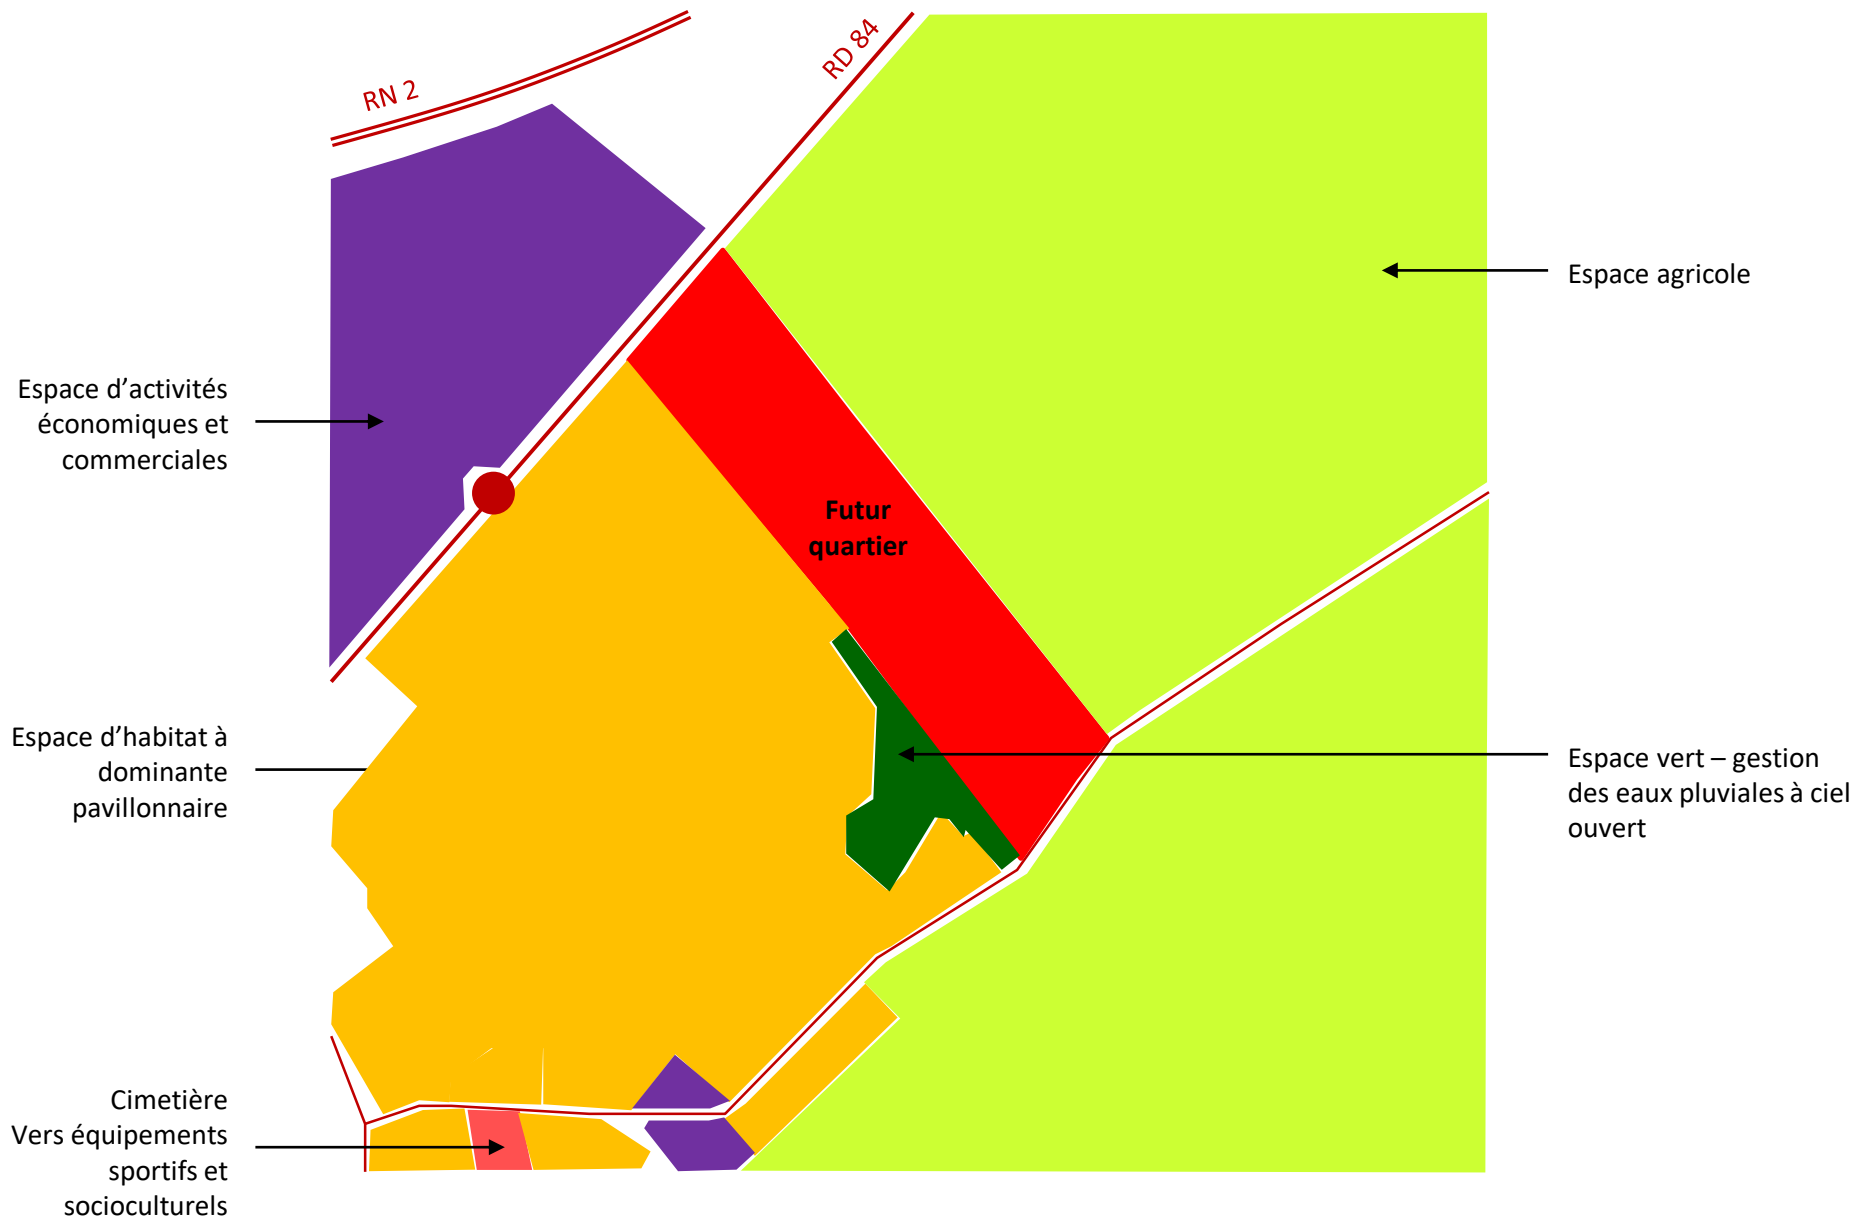 RN 2
RD 84
Espace agricole
Espace d’activités
économiques et
commerciales
Futur
quartier
Espace d’habitat à
dominante
pavillonnaire
Espace vert – gestion
des eaux pluviales à ciel
ouvert
Cimetière
Vers équipements
sportifs et
socioculturels